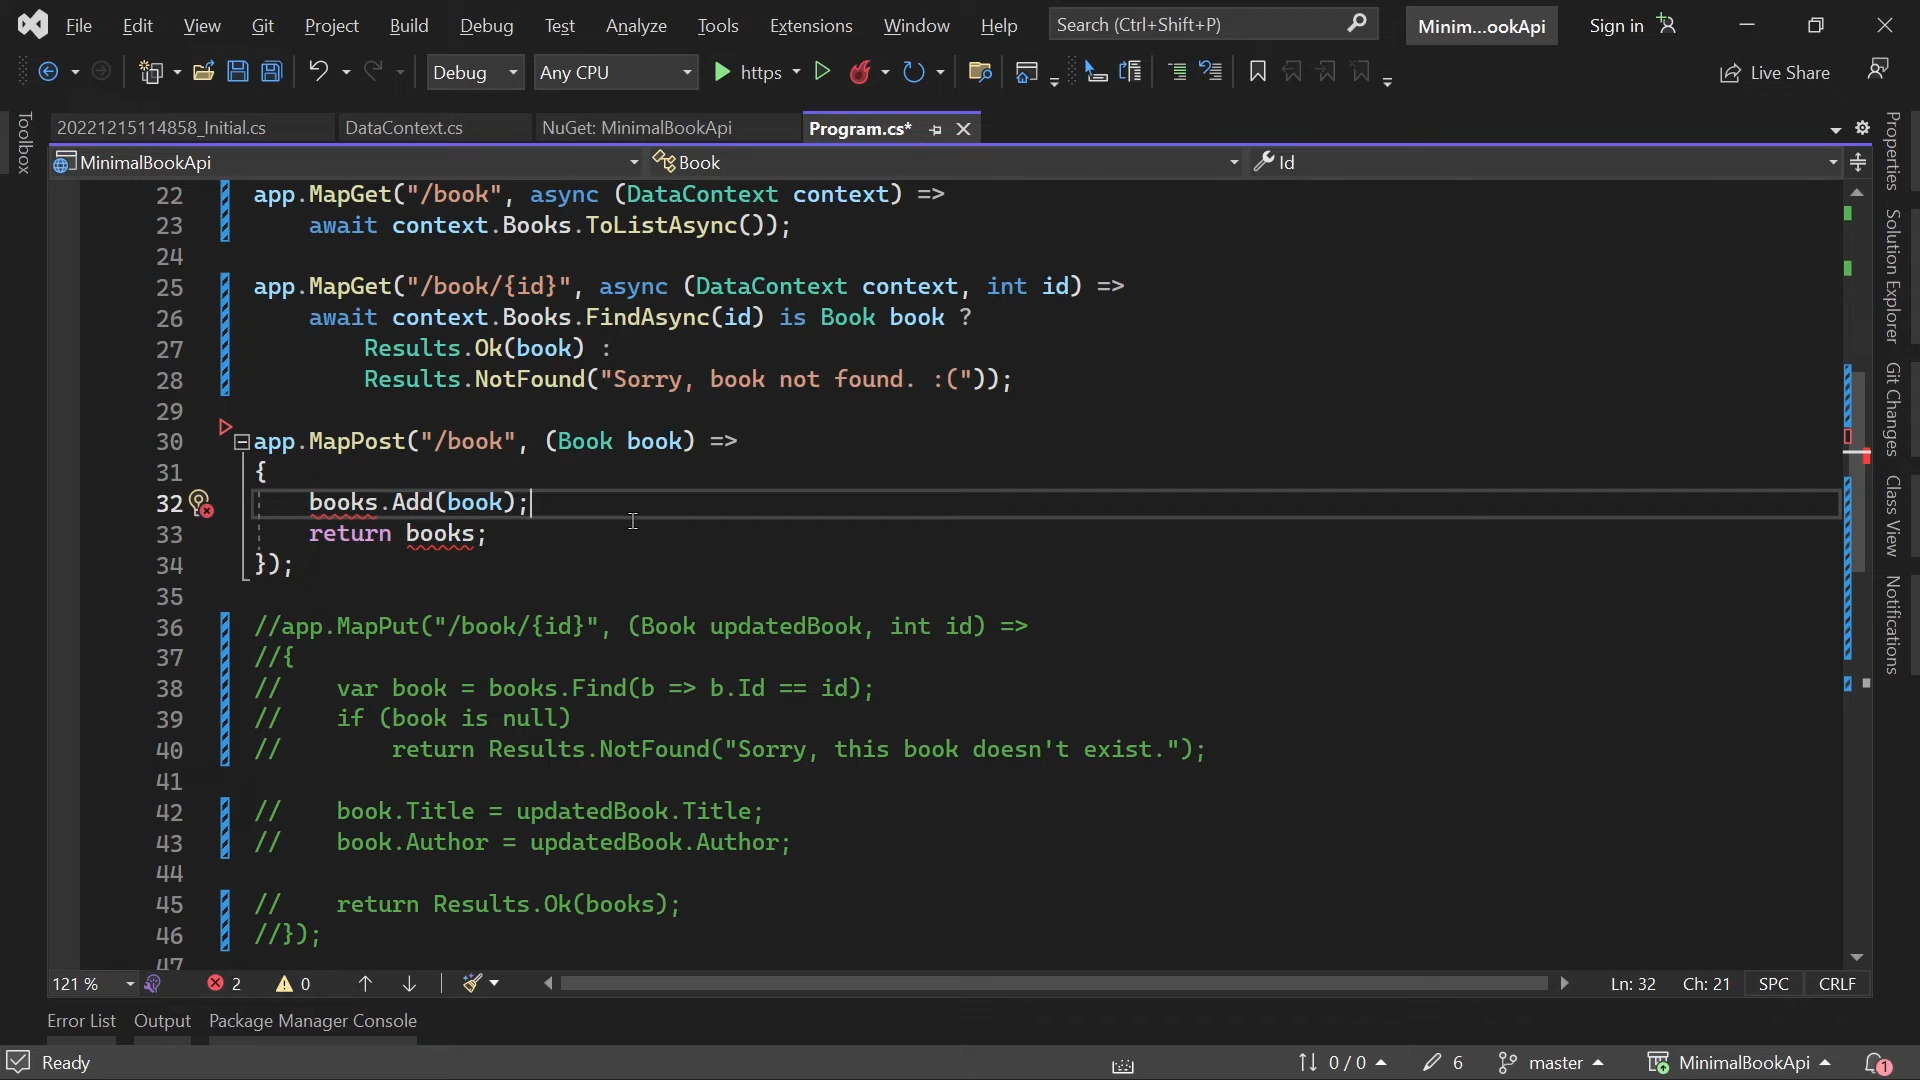 File Edit View Git Project Build Debug Test Analyze Tools Extensions Window Help Search (Ctrl+Shift+P) Minim...ookApi Sign in
Debug Any CPU https Live Share
Toolbox
20221215114858_Initial.cs DataContext.cs NuGet: MinimalBookApi Program.cs*
MinimalBookApi Book Id
22 app.MapGet("/book", async (DataContext context) =>
23 await context.Books.ToListAsync());
24
25 app.MapGet("/book/{id}", async (DataContext context, int id) =>
26 await context.Books.FindAsync(id) is Book book ?
27 Results.Ok(book) :
28 Results.NotFound("Sorry, book not found. :("));
29
30 app.MapPost("/book", (Book book) =>
31 {
32 books.Add(book);
33 return books;
34 });
35
36 //app.MapPut("/book/{id}", (Book updatedBook, int id) =>
37 //{
38 // var book = books.Find(b => b.Id == id);
39 // if (book is null)
40 // return Results.NotFound("Sorry, this book doesn't exist.");
41
42 // book.Title = updatedBook.Title;
43 // book.Author = updatedBook.Author;
44
45 // return Results.Ok(books);
46 //});
47
Properties
Solution Explorer
Git Changes
Class View
Notifications
121 % 2 0 Ln: 32 Ch: 21 SPC CRLF
Error List Output Package Manager Console
Ready 0 / 0 6 master MinimalBookApi 1